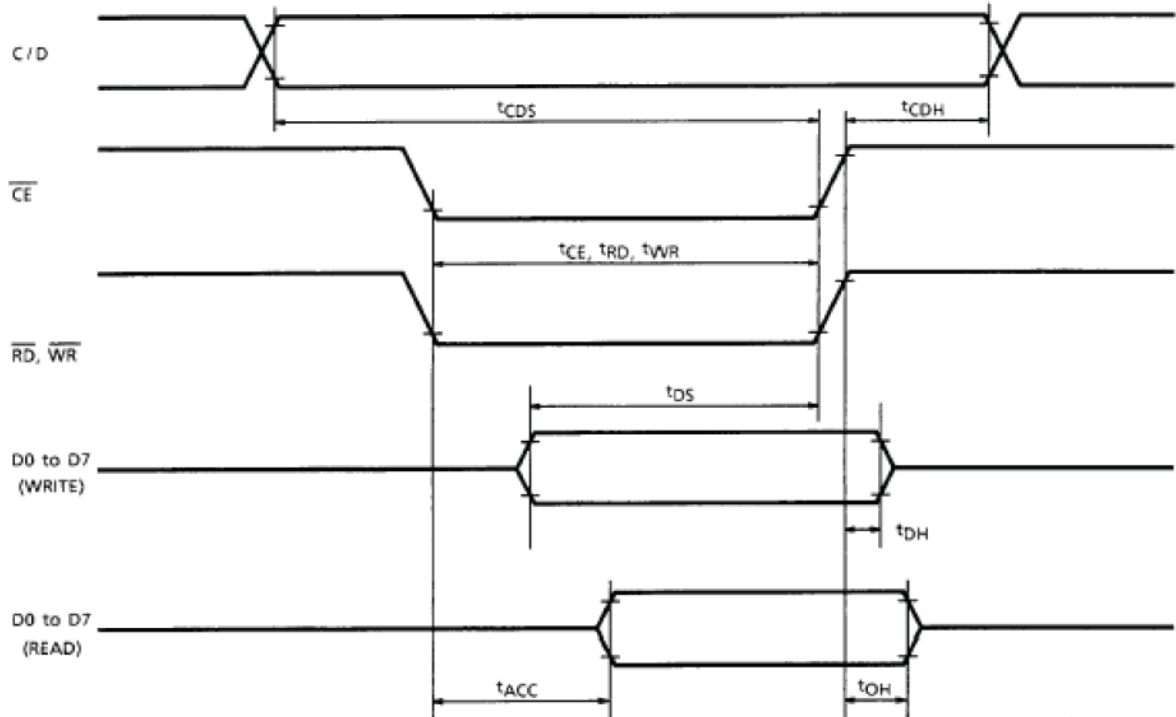 C/D
tCDS
tCDH
CE
tCE, tRD, tWR
RD, WR
tDS
D0 to D7
(WRITE)
tDH
D0 to D7
(READ)
tACC
tOH